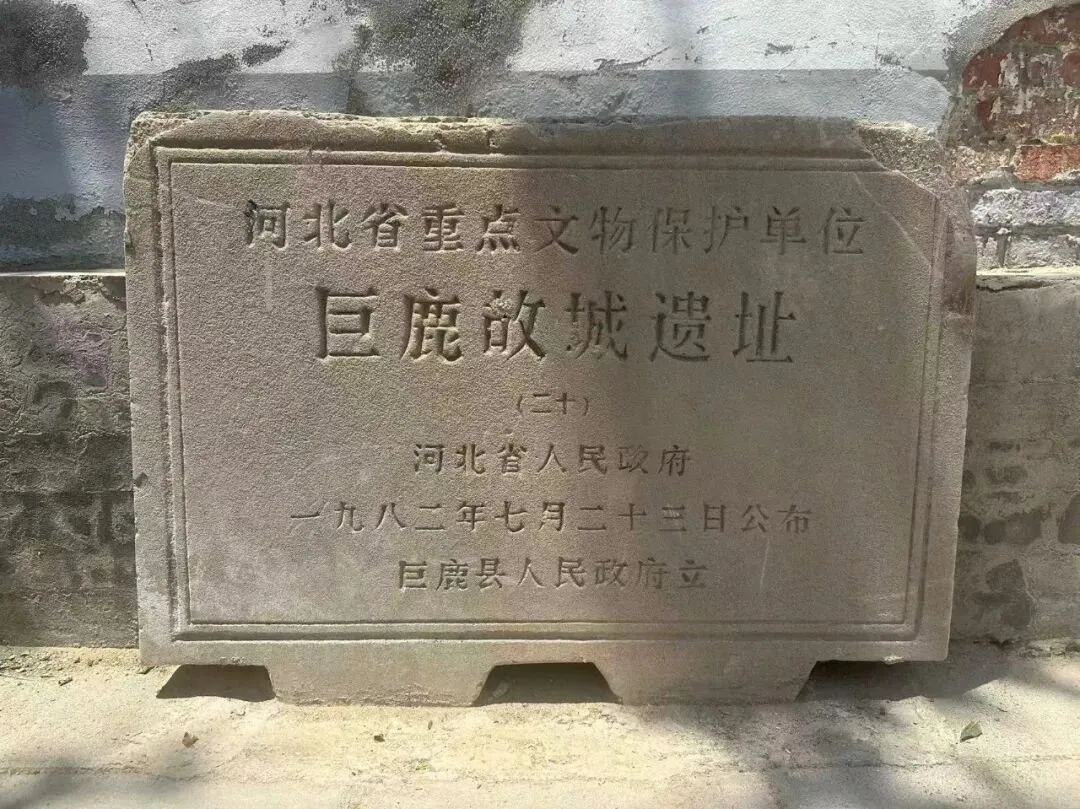 河北省重点文物保护单位
巨鹿故城遗址
（二十）
河北省人民政府
一九八二年七月二十三日公布
巨鹿县人民政府立